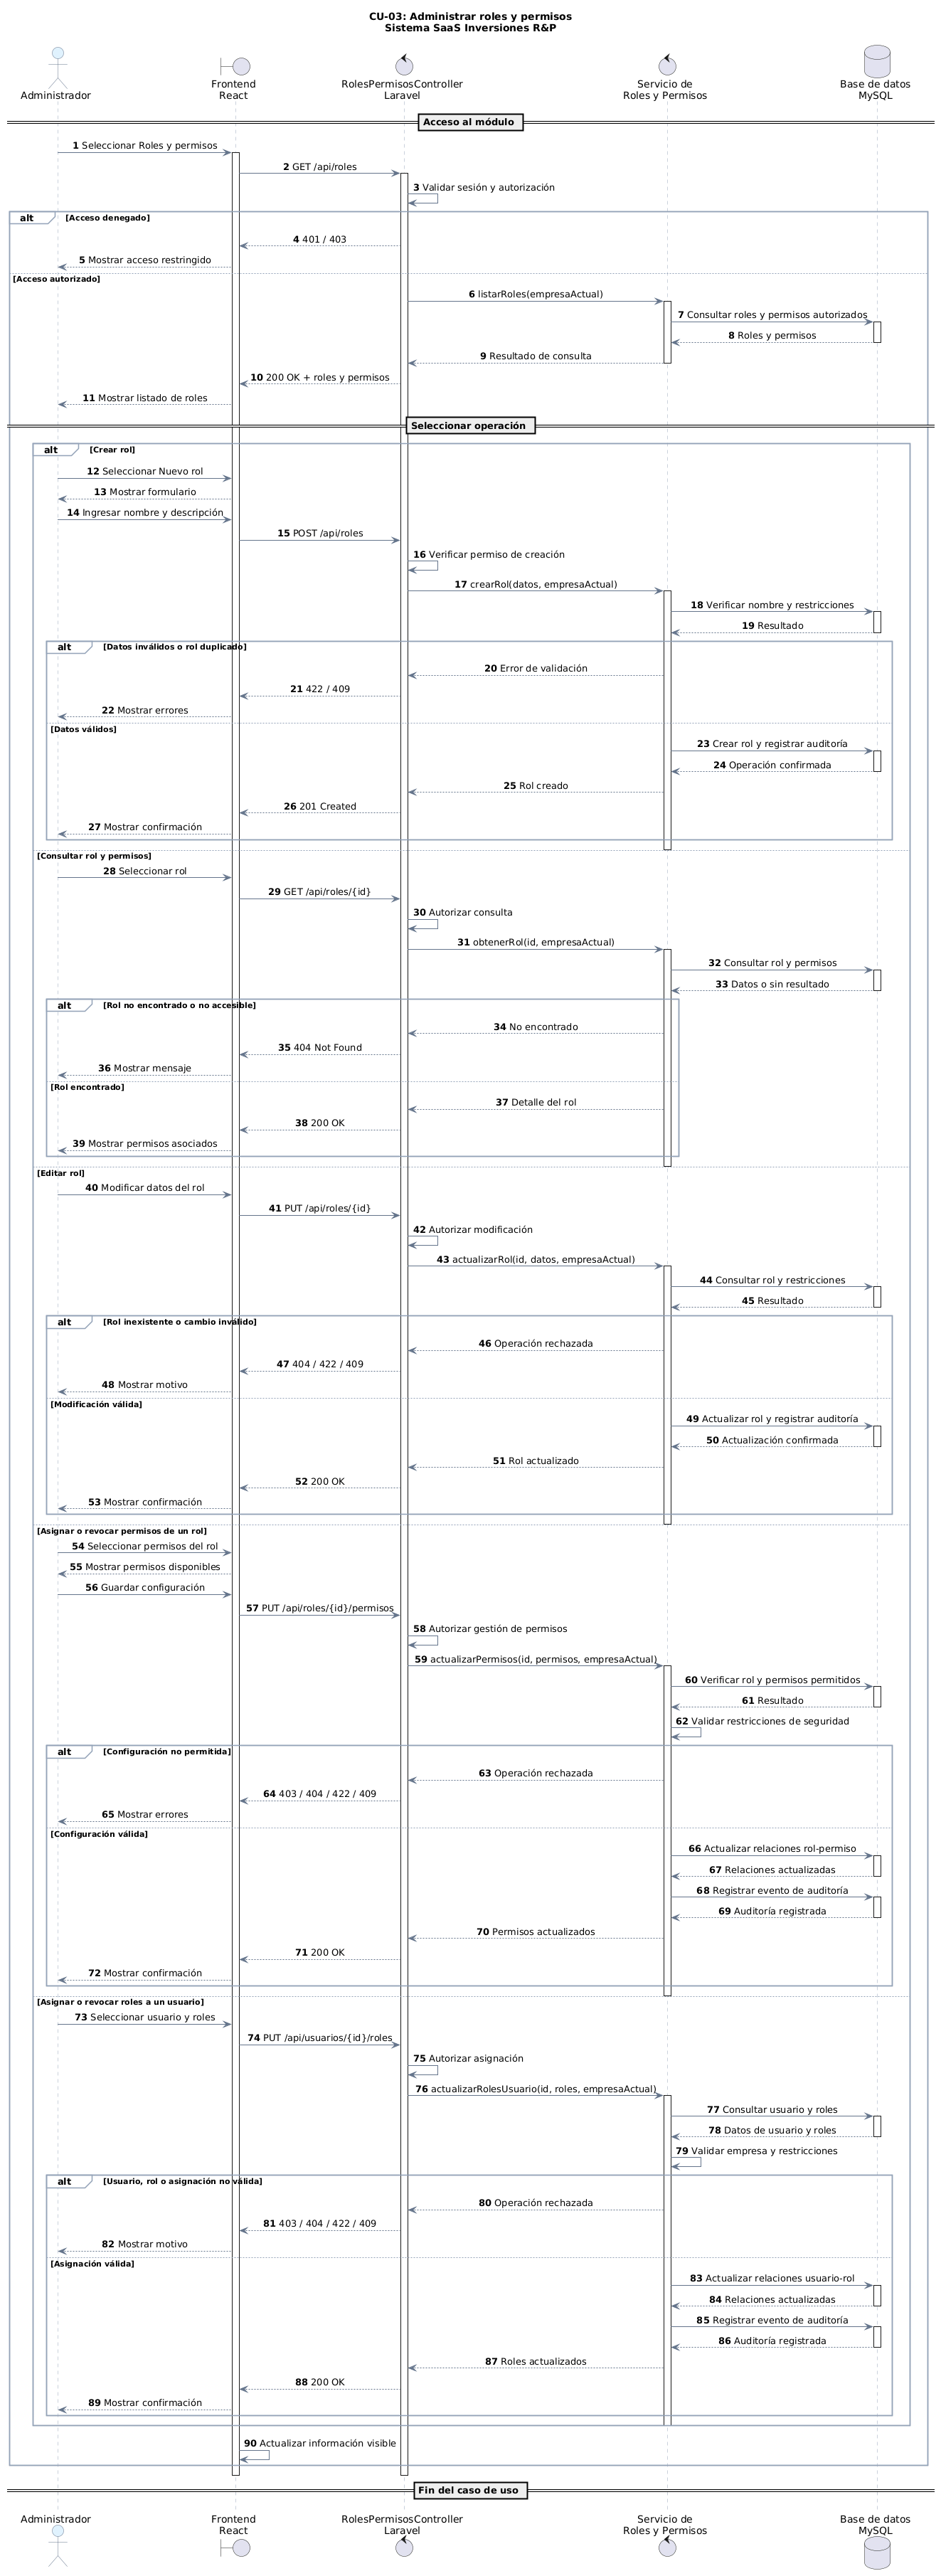 CU-03: Administrar roles y permisos
Sistema SaaS Inversiones R&P
Administrador
Frontend
React
RolesPermisosController
Laravel
Servicio de
Roles y Permisos
Base de datos
MySQL
Acceso al módulo
1 Seleccionar Roles y permisos
2 GET /api/roles
3 Validar sesión y autorización
alt [Acceso denegado]
4 401 / 403
5 Mostrar acceso restringido
[Acceso autorizado]
6 listarRoles(empresaActual)
7 Consultar roles y permisos autorizados
8 Roles y permisos
9 Resultado de consulta
10 200 OK + roles y permisos
11 Mostrar listado de roles
Seleccionar operación
alt [Crear rol]
12 Seleccionar Nuevo rol
13 Mostrar formulario
14 Ingresar nombre y descripción
15 POST /api/roles
16 Verificar permiso de creación
17 crearRol(datos, empresaActual)
18 Verificar nombre y restricciones
19 Resultado
alt [Datos inválidos o rol duplicado]
20 Error de validación
21 422 / 409
22 Mostrar errores
[Datos válidos]
23 Crear rol y registrar auditoría
24 Operación confirmada
25 Rol creado
26 201 Created
27 Mostrar confirmación
[Consultar rol y permisos]
28 Seleccionar rol
29 GET /api/roles/{id}
30 Autorizar consulta
31 obtenerRol(id, empresaActual)
32 Consultar rol y permisos
33 Datos o sin resultado
alt [Rol no encontrado o no accesible]
34 No encontrado
35 404 Not Found
36 Mostrar mensaje
[Rol encontrado]
37 Detalle del rol
38 200 OK
39 Mostrar permisos asociados
[Editar rol]
40 Modificar datos del rol
41 PUT /api/roles/{id}
42 Autorizar modificación
43 actualizarRol(id, datos, empresaActual)
44 Consultar rol y restricciones
45 Resultado
alt [Rol inexistente o cambio inválido]
46 Operación rechazada
47 404 / 422 / 409
48 Mostrar motivo
[Modificación válida]
49 Actualizar rol y registrar auditoría
50 Actualización confirmada
51 Rol actualizado
52 200 OK
53 Mostrar confirmación
[Asignar o revocar permisos de un rol]
54 Seleccionar permisos del rol
55 Mostrar permisos disponibles
56 Guardar configuración
57 PUT /api/roles/{id}/permisos
58 Autorizar gestión de permisos
59 actualizarPermisos(id, permisos, empresaActual)
60 Verificar rol y permisos permitidos
61 Resultado
62 Validar restricciones de seguridad
alt [Configuración no permitida]
63 Operación rechazada
64 403 / 404 / 422 / 409
65 Mostrar errores
[Configuración válida]
66 Actualizar relaciones rol-permiso
67 Relaciones actualizadas
68 Registrar evento de auditoría
69 Auditoría registrada
70 Permisos actualizados
71 200 OK
72 Mostrar confirmación
[Asignar o revocar roles a un usuario]
73 Seleccionar usuario y roles
74 PUT /api/usuarios/{id}/roles
75 Autorizar asignación
76 actualizarRolesUsuario(id, roles, empresaActual)
77 Consultar usuario y roles
78 Datos de usuario y roles
79 Validar empresa y restricciones
alt [Usuario, rol o asignación no válida]
80 Operación rechazada
81 403 / 404 / 422 / 409
82 Mostrar motivo
[Asignación válida]
83 Actualizar relaciones usuario-rol
84 Relaciones actualizadas
85 Registrar evento de auditoría
86 Auditoría registrada
87 Roles actualizados
88 200 OK
89 Mostrar confirmación
90 Actualizar información visible
Fin del caso de uso
Administrador
Frontend
React
RolesPermisosController
Laravel
Servicio de
Roles y Permisos
Base de datos
MySQL